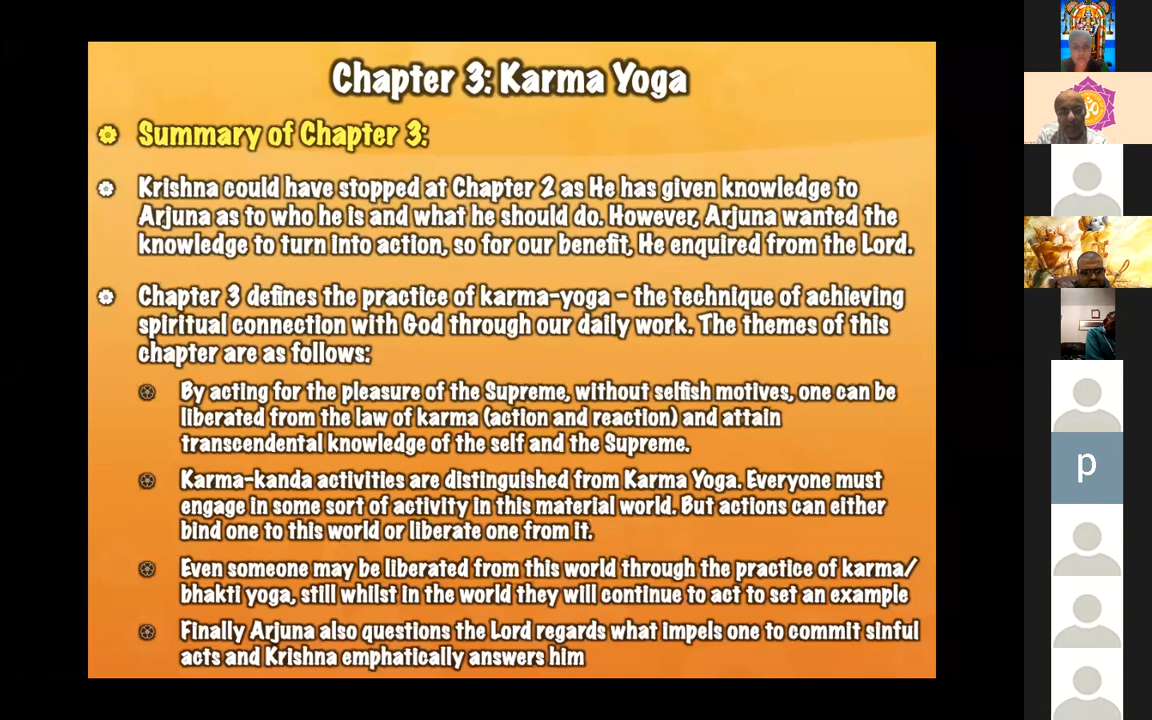 Chapter 3: Karma Yoga
Summary of Chapter 3:
Krishna could have stopped at Chapter 2 as He has given knowledge to
Arjuna as to who he is and what he should do. However, Arjuna wanted the
knowledge to turn into action, so for our benefit, He enquired from the Lord.
Chapter 3 defines the practice of karma-yoga - the technique of achieving
spiritual connection with God through our daily work. The themes of this
chapter are as follows:
By acting for the pleasure of the Supreme, without selfish motives, one can be
liberated from the law of karma (action and reaction) and attain
transcendental knowledge of the self and the Supreme.
Karma-kanda activities are distinguished from Karma Yoga. Everyone must
engage in some sort of activity in this material world. But actions can either
bind one to this world or liberate one from it.
Even someone may be liberated from this world through the practice of karma/
bhakti yoga, still whilst in the world they will continue to act to set an example
Finally Arjuna also questions the Lord regards what impels one to commit sinful
acts and Krishna emphatically answers him
p